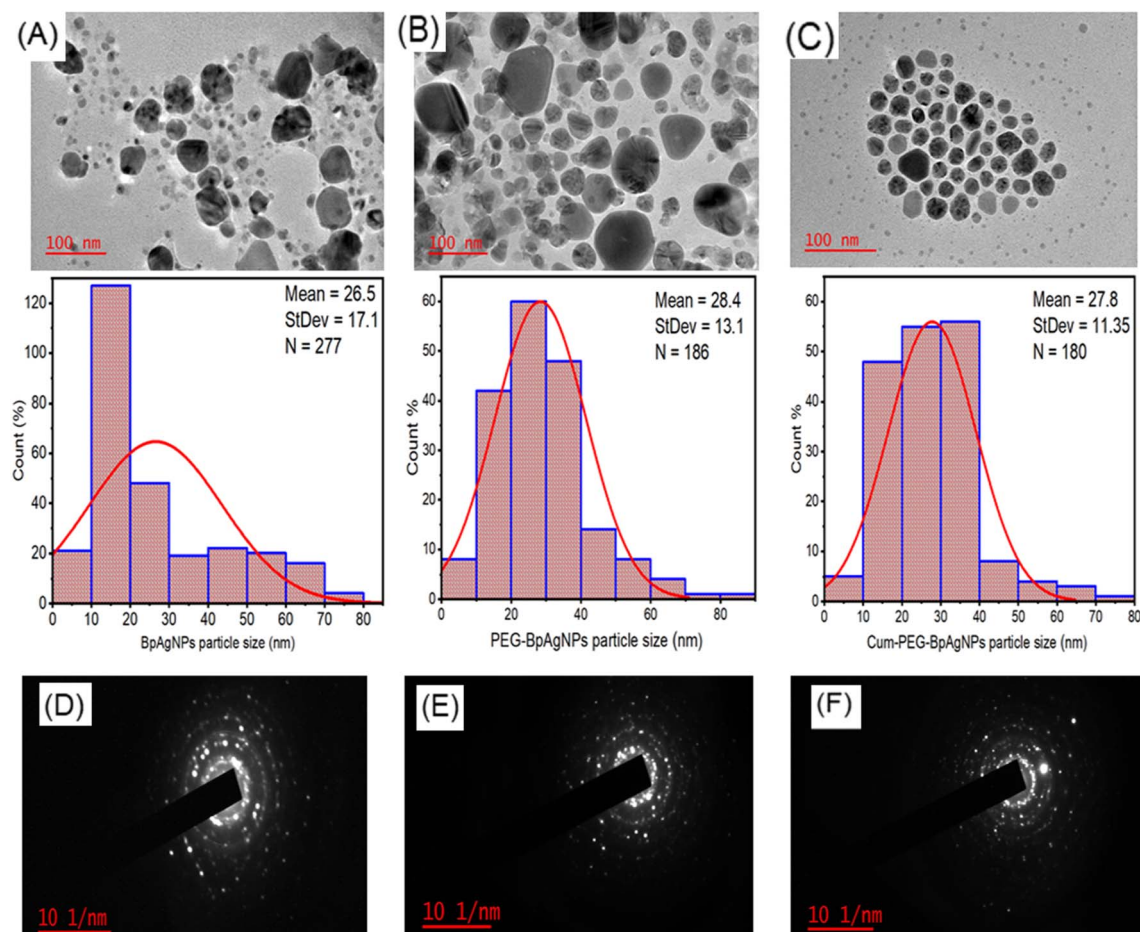 (A)
100 nm
(B)
100 nm
(C)
100 nm
Mean = 26.5
StDev = 17.1
N = 277
Count (%)
120
100
80
60
40
20
0
0 10 20 30 40 50 60 70 80
BpAgNPs particle size (nm)
Mean = 28.4
StDev = 13.1
N = 186
Count %
60
50
40
30
20
10
0
0 20 40 60 80
PEG-BpAgNPs particle size (nm)
Mean = 27.8
StDev = 11.35
N = 180
Count %
60
50
40
30
20
10
0
0 10 20 30 40 50 60 70 80
Cum-PEG-BpAgNPs particle size (nm)
(D)
10 1/nm
(E)
10 1/nm
(F)
10 1/nm